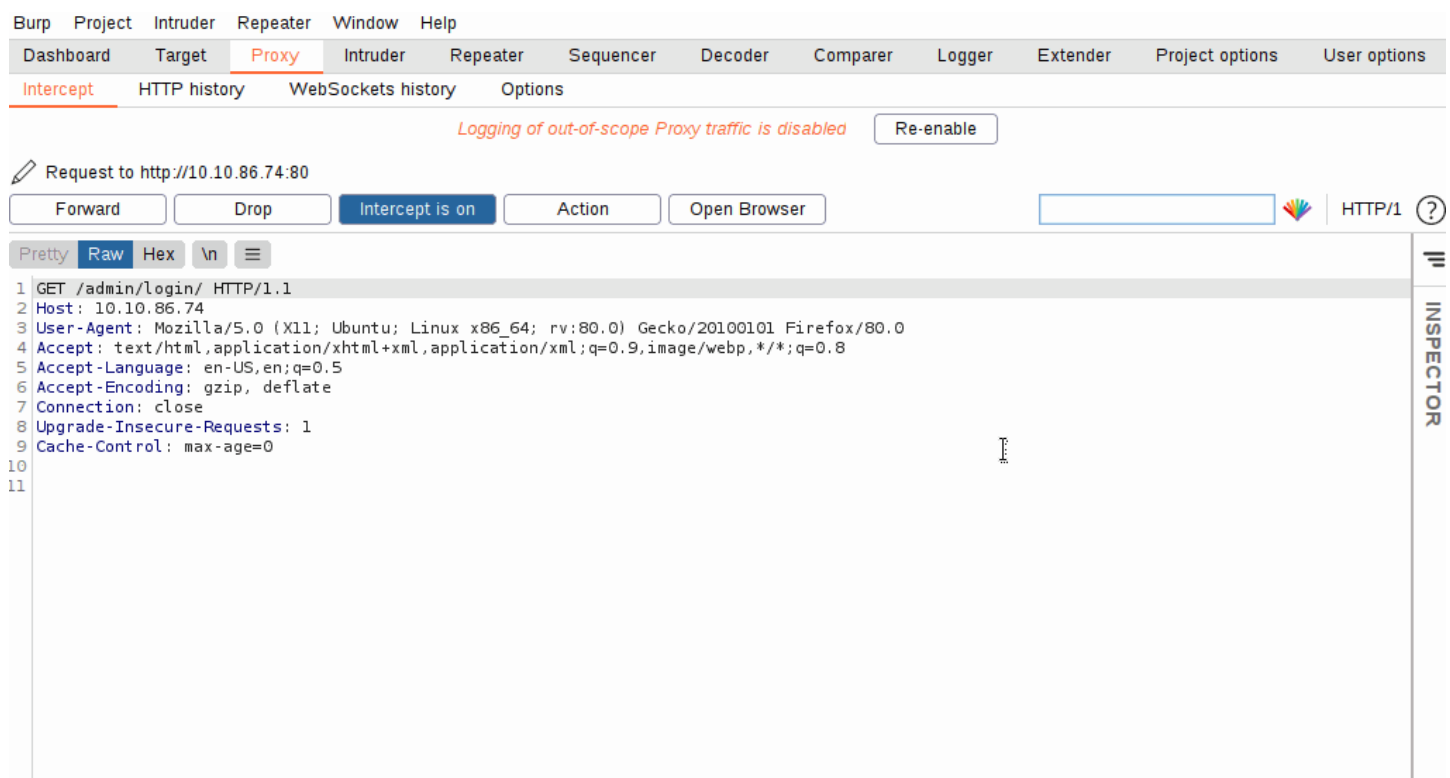 Burp Project Intruder Repeater Window Help
Dashboard Target Proxy Intruder Repeater Sequencer Decoder Comparer Logger Extender Project options User options
Intercept HTTP history WebSockets history Options
Logging of out-of-scope Proxy traffic is disabled Re-enable
Request to http://10.10.86.74:80
Forward Drop Intercept is on Action Open Browser HTTP/1 ?
Pretty Raw Hex \n
1 GET /admin/login/ HTTP/1.1
2 Host: 10.10.86.74
3 User-Agent: Mozilla/5.0 (X11; Ubuntu; Linux x86_64; rv:80.0) Gecko/20100101 Firefox/80.0
4 Accept: text/html,application/xhtml+xml,application/xml;q=0.9,image/webp,*/*;q=0.8
5 Accept-Language: en-US,en;q=0.5
6 Accept-Encoding: gzip, deflate
7 Connection: close
8 Upgrade-Insecure-Requests: 1
9 Cache-Control: max-age=0
10
11
INSPECTOR